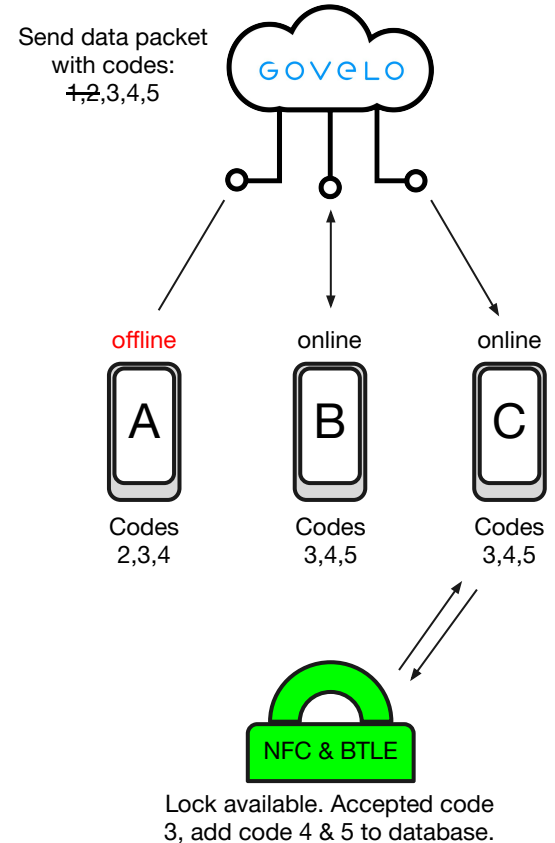 Send data packet
with codes:
1,2,3,4,5
GOVELO
offline
online
online
A
B
C
Codes
2,3,4
Codes
3,4,5
Codes
3,4,5
NFC & BTLE
Lock available. Accepted code
3, add code 4 & 5 to database.